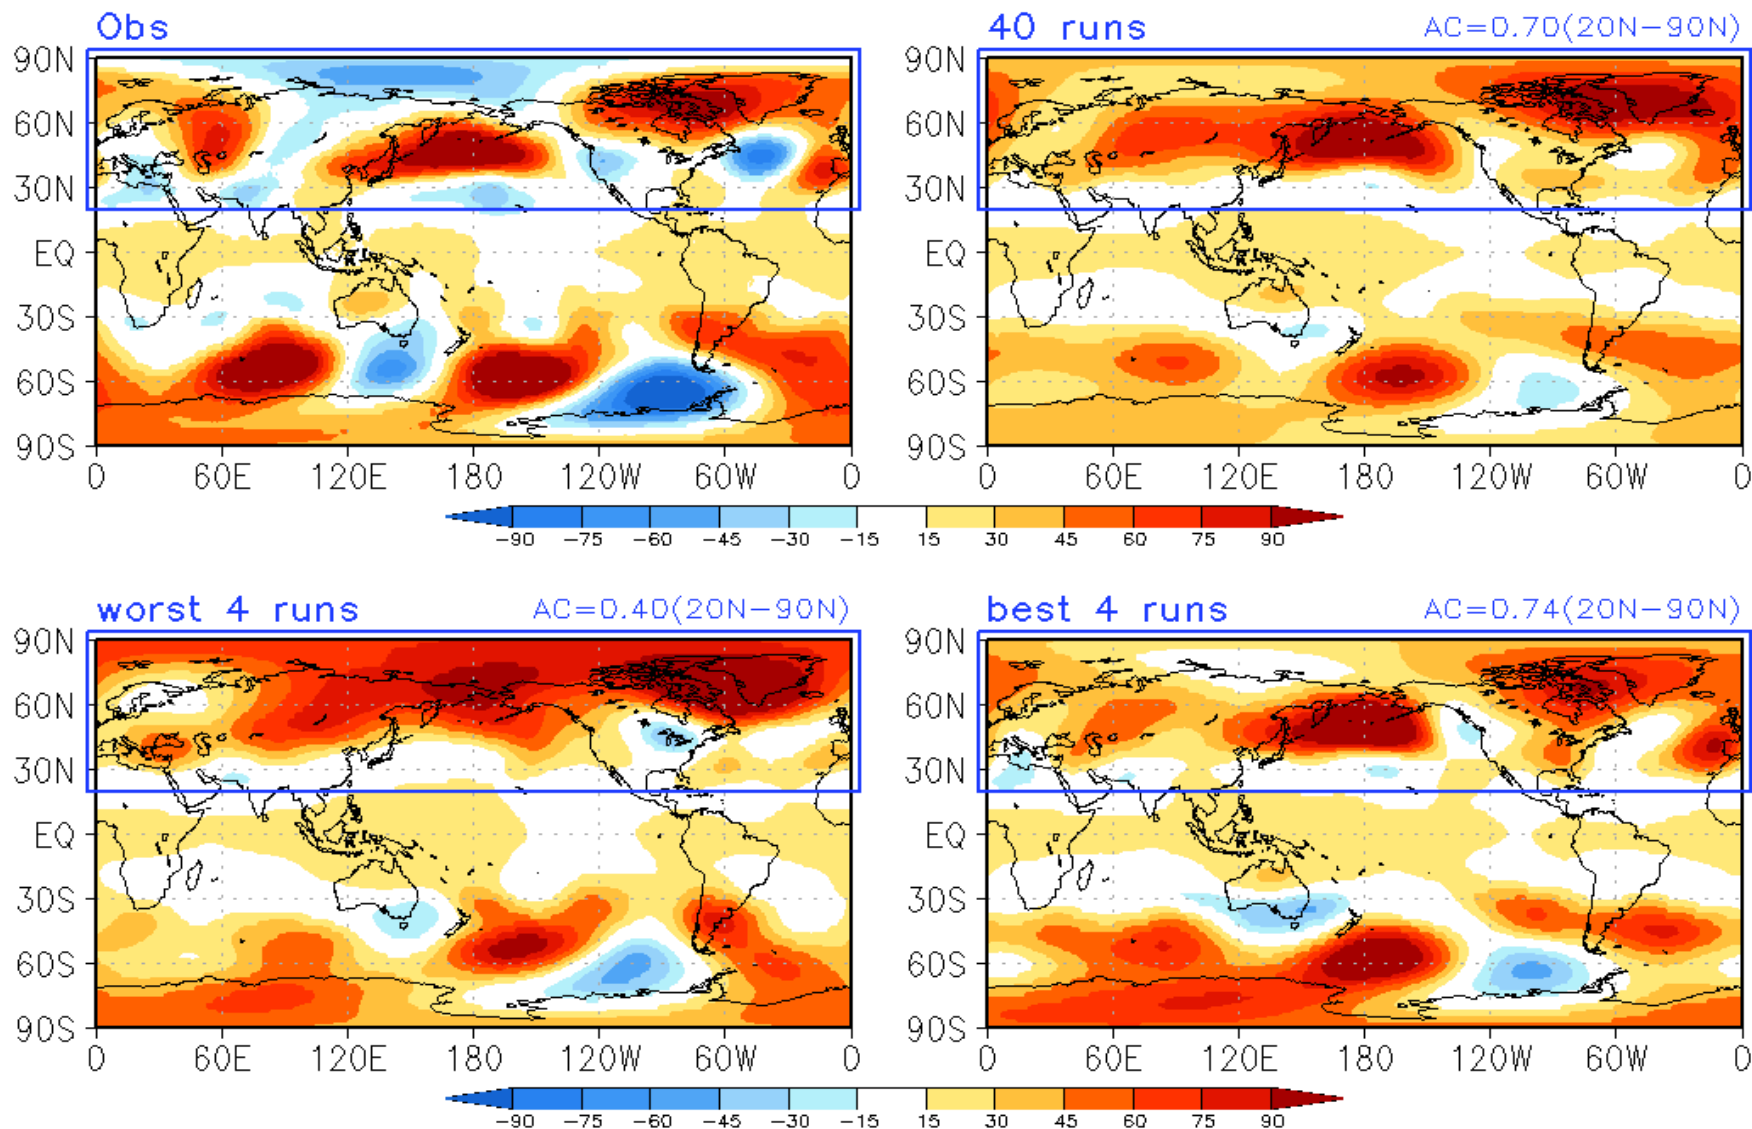 Obs
40 runs AC=0.70(20N−90N)
90N 90N
60N 60N
30N 30N
EQ EQ
30S 30S
60S 60S
90S 90S
0 60E 120E 180 120W 60W 0 0 60E 120E 180 120W 60W 0
−90 −75 −60 −45 −30 −15 15 30 45 60 75 90
worst 4 runs AC=0.40(20N−90N)
best 4 runs AC=0.74(20N−90N)
90N 90N
60N 60N
30N 30N
EQ EQ
30S 30S
60S 60S
90S 90S
0 60E 120E 180 120W 60W 0 0 60E 120E 180 120W 60W 0
−90 −75 −60 −45 −30 −15 15 30 45 60 75 90